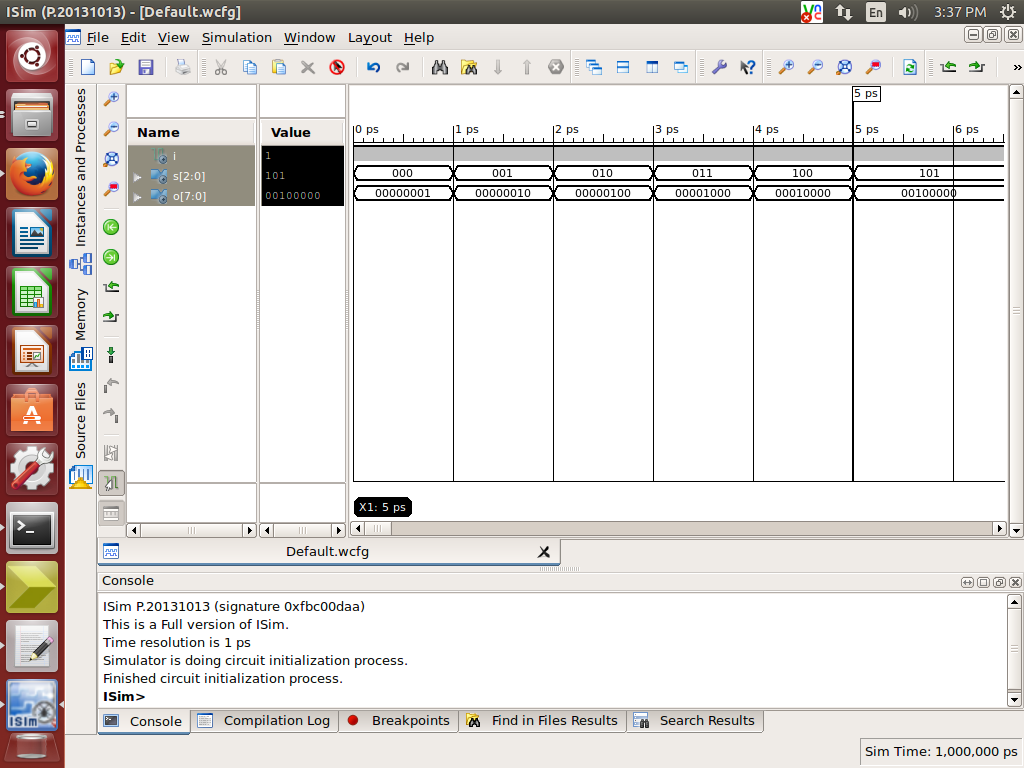 ISim (P.20131013) - [Default.wcfg]
En
3:37 PM
File Edit View Simulation Window Layout Help
»
Instances and Processes
Memory
Source Files
Name
Value
i
1
s[2:0]
101
o[7:0]
00100000
5 ps
0 ps 1 ps 2 ps 3 ps 4 ps 5 ps 6 ps
000 001 010 011 100 101
00000001 00000010 00000100 00001000 00010000 00100000
X1: 5 ps
Default.wcfg
Console
ISim P.20131013 (signature 0xfbc00daa)
This is a Full version of ISim.
Time resolution is 1 ps
Simulator is doing circuit initialization process.
Finished circuit initialization process.
ISim>
Console Compilation Log Breakpoints Find in Files Results Search Results
Sim Time: 1,000,000 ps
ISim